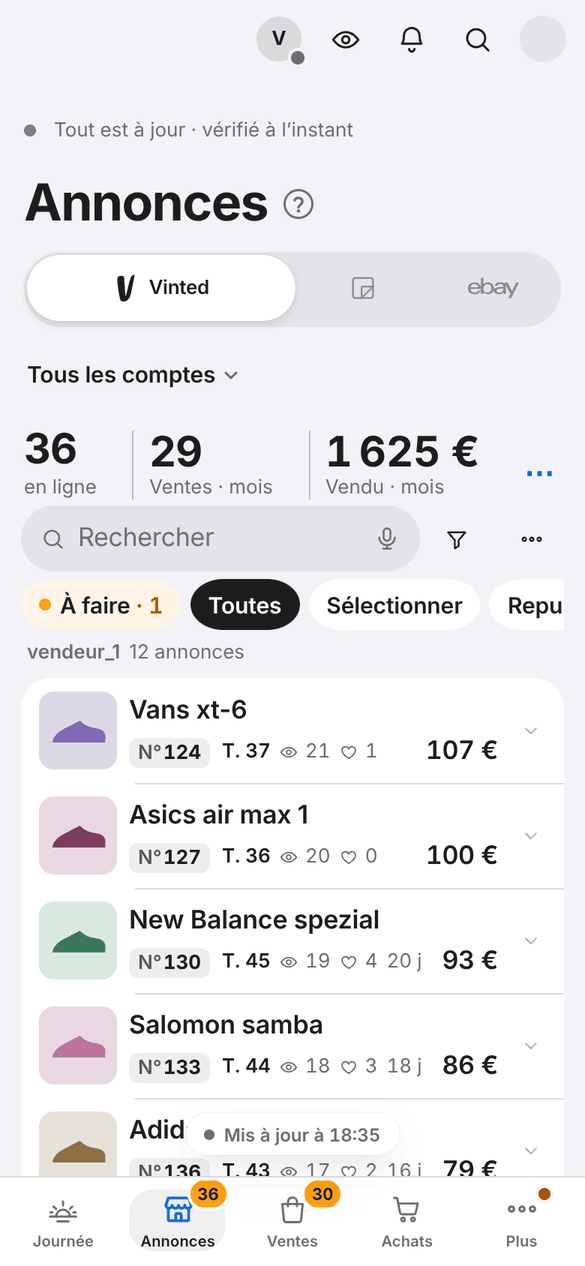 V
Tout est à jour · vérifié à l’instant
Annonces ?
Vinted ebay
Tous les comptes
36 29 1 625 € ...
en ligne Ventes · mois Vendu · mois
Rechercher
À faire · 1 Toutes Sélectionner Repu
vendeur_1 12 annonces
Vans xt-6
N° 124 T. 37 21 1 107 €
Asics air max 1
N° 127 T. 36 20 0 100 €
New Balance spezial
N° 130 T. 45 19 4 20 j 93 €
Salomon samba
N° 133 T. 44 18 3 18 j 86 €
Adid
Mis à jour à 18:35
N° 136 T. 43 17 2 16 j 79 €
36 30
Journée Annonces Ventes Achats Plus